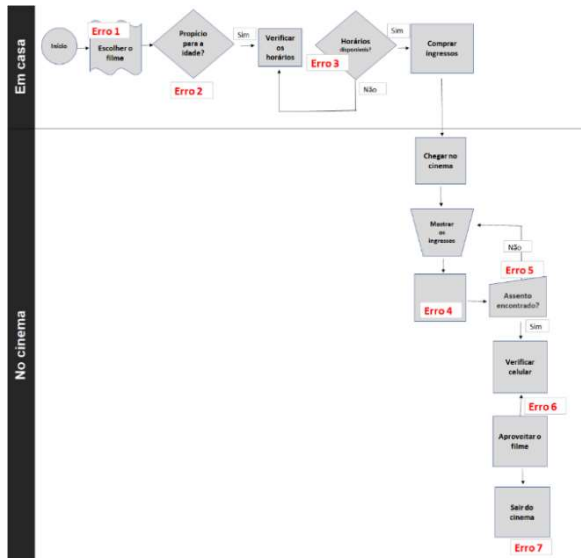 Em casa
Início
Erro 1
Escolher o
filme
Propício
para a
idade?
Erro 2
Sim
Verificar
os
horários
Erro 3
Horários
disponíveis?
Não
Sim
Comprar
ingressos
No cinema
Chegar no
cinema
Mostrar
os
ingressos
Não
Erro 5
Erro 4
Assento
encontrado?
Sim
Verificar
celular
Erro 6
Aproveitar o
filme
Sair do
cinema
Erro 7